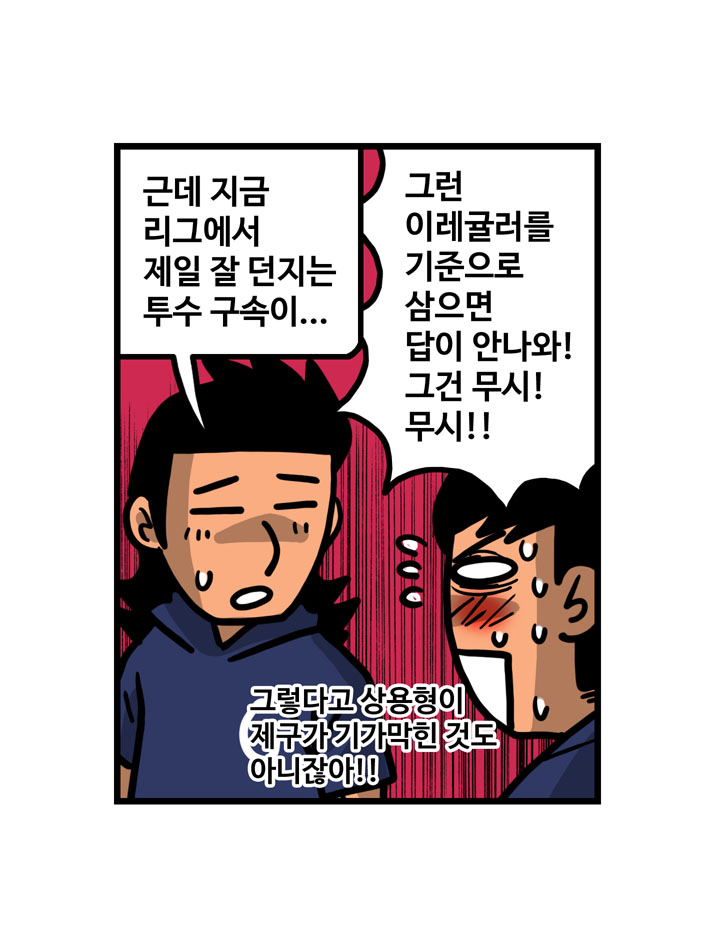 근데 지금
리그에서
제일 잘 던지는
투수 구속이...
그런
이레귤러를
기준으로
삼으면
답이 안나와!
그건 무시!
무시!!
그렇다고 상용형이
제구가 기가막힌 것도
아니잖아!!